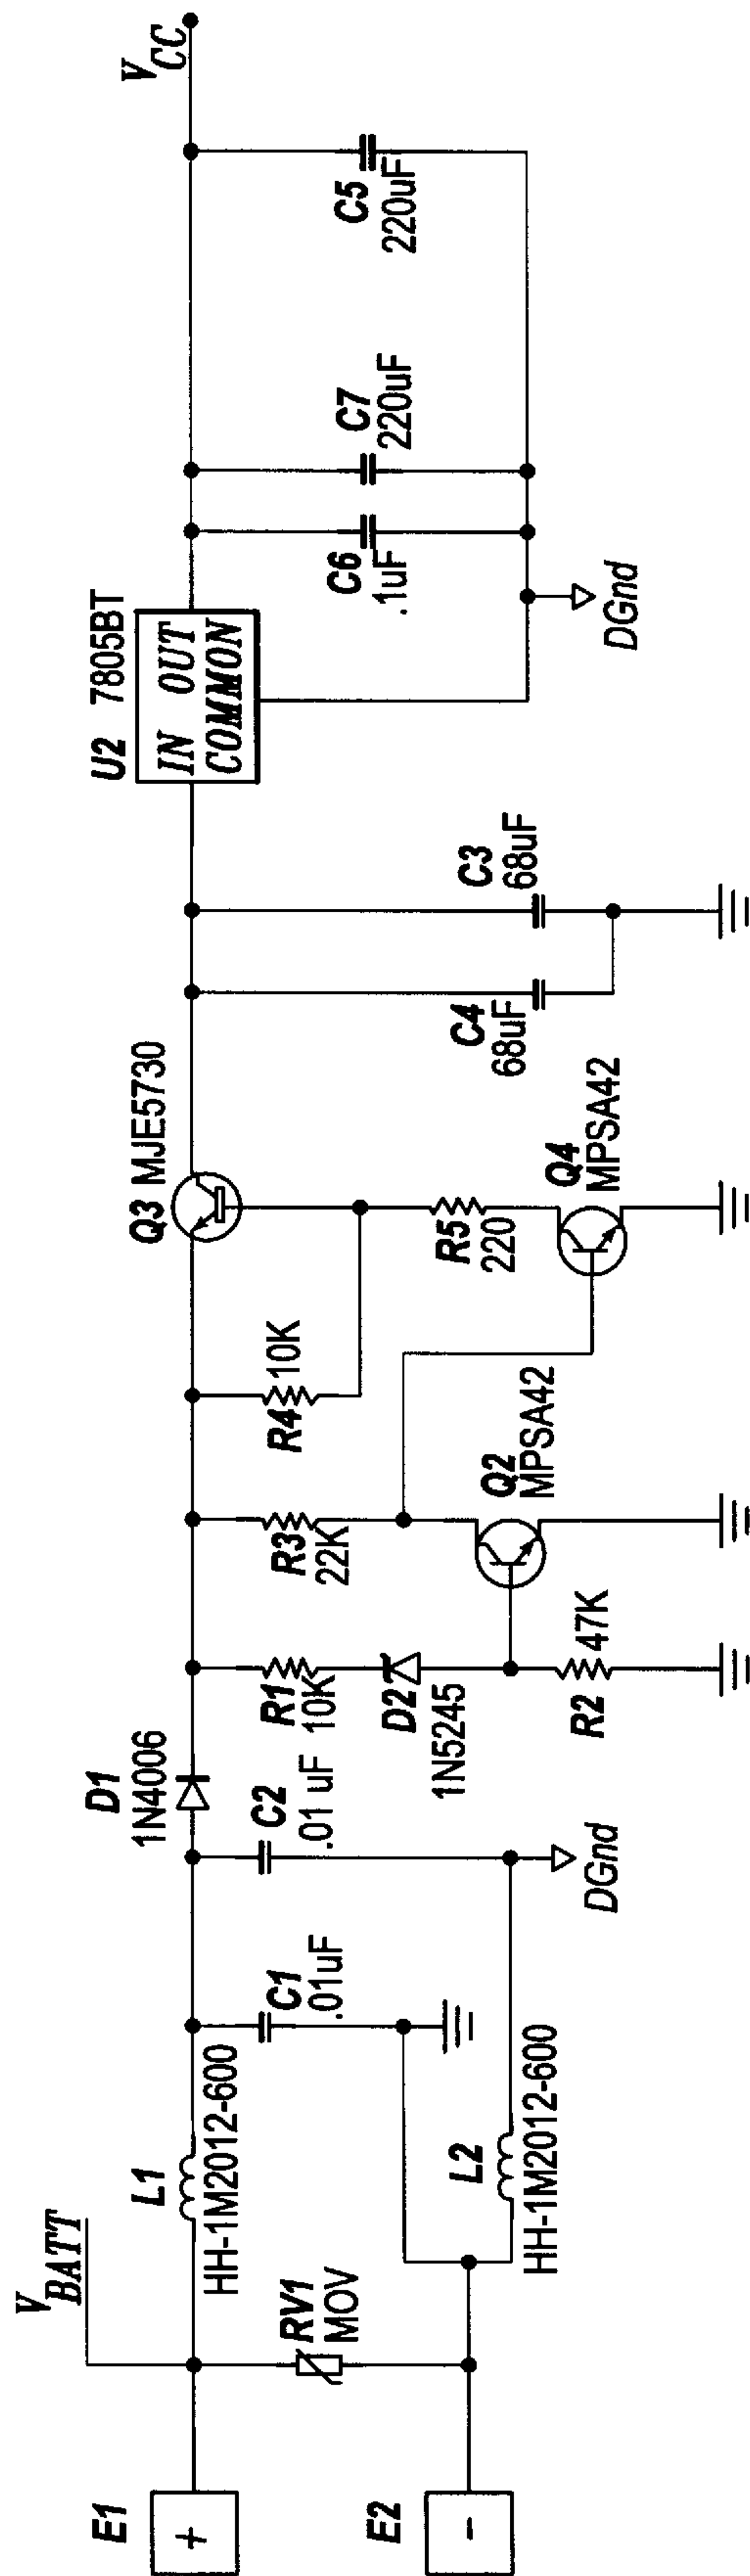 E1
+
E2
-
V BATT
RV1
MOV
L1
HH-1M2012-600
L2
HH-1M2012-600
C1
.01uF
C2
.01 uF
DGnd
D1
1N4006
R1
10K
D2
1N5245
R2
47K
R3
22K
Q2
MPSA42
R4
10K
Q3 MJE5730
R5
220
Q4
MPSA42
C4
68uF
C3
68uF
U2 7805BT
IN OUT
COMMON
C6
.1uF
DGnd
C7
220uF
C5
220uF
V CC